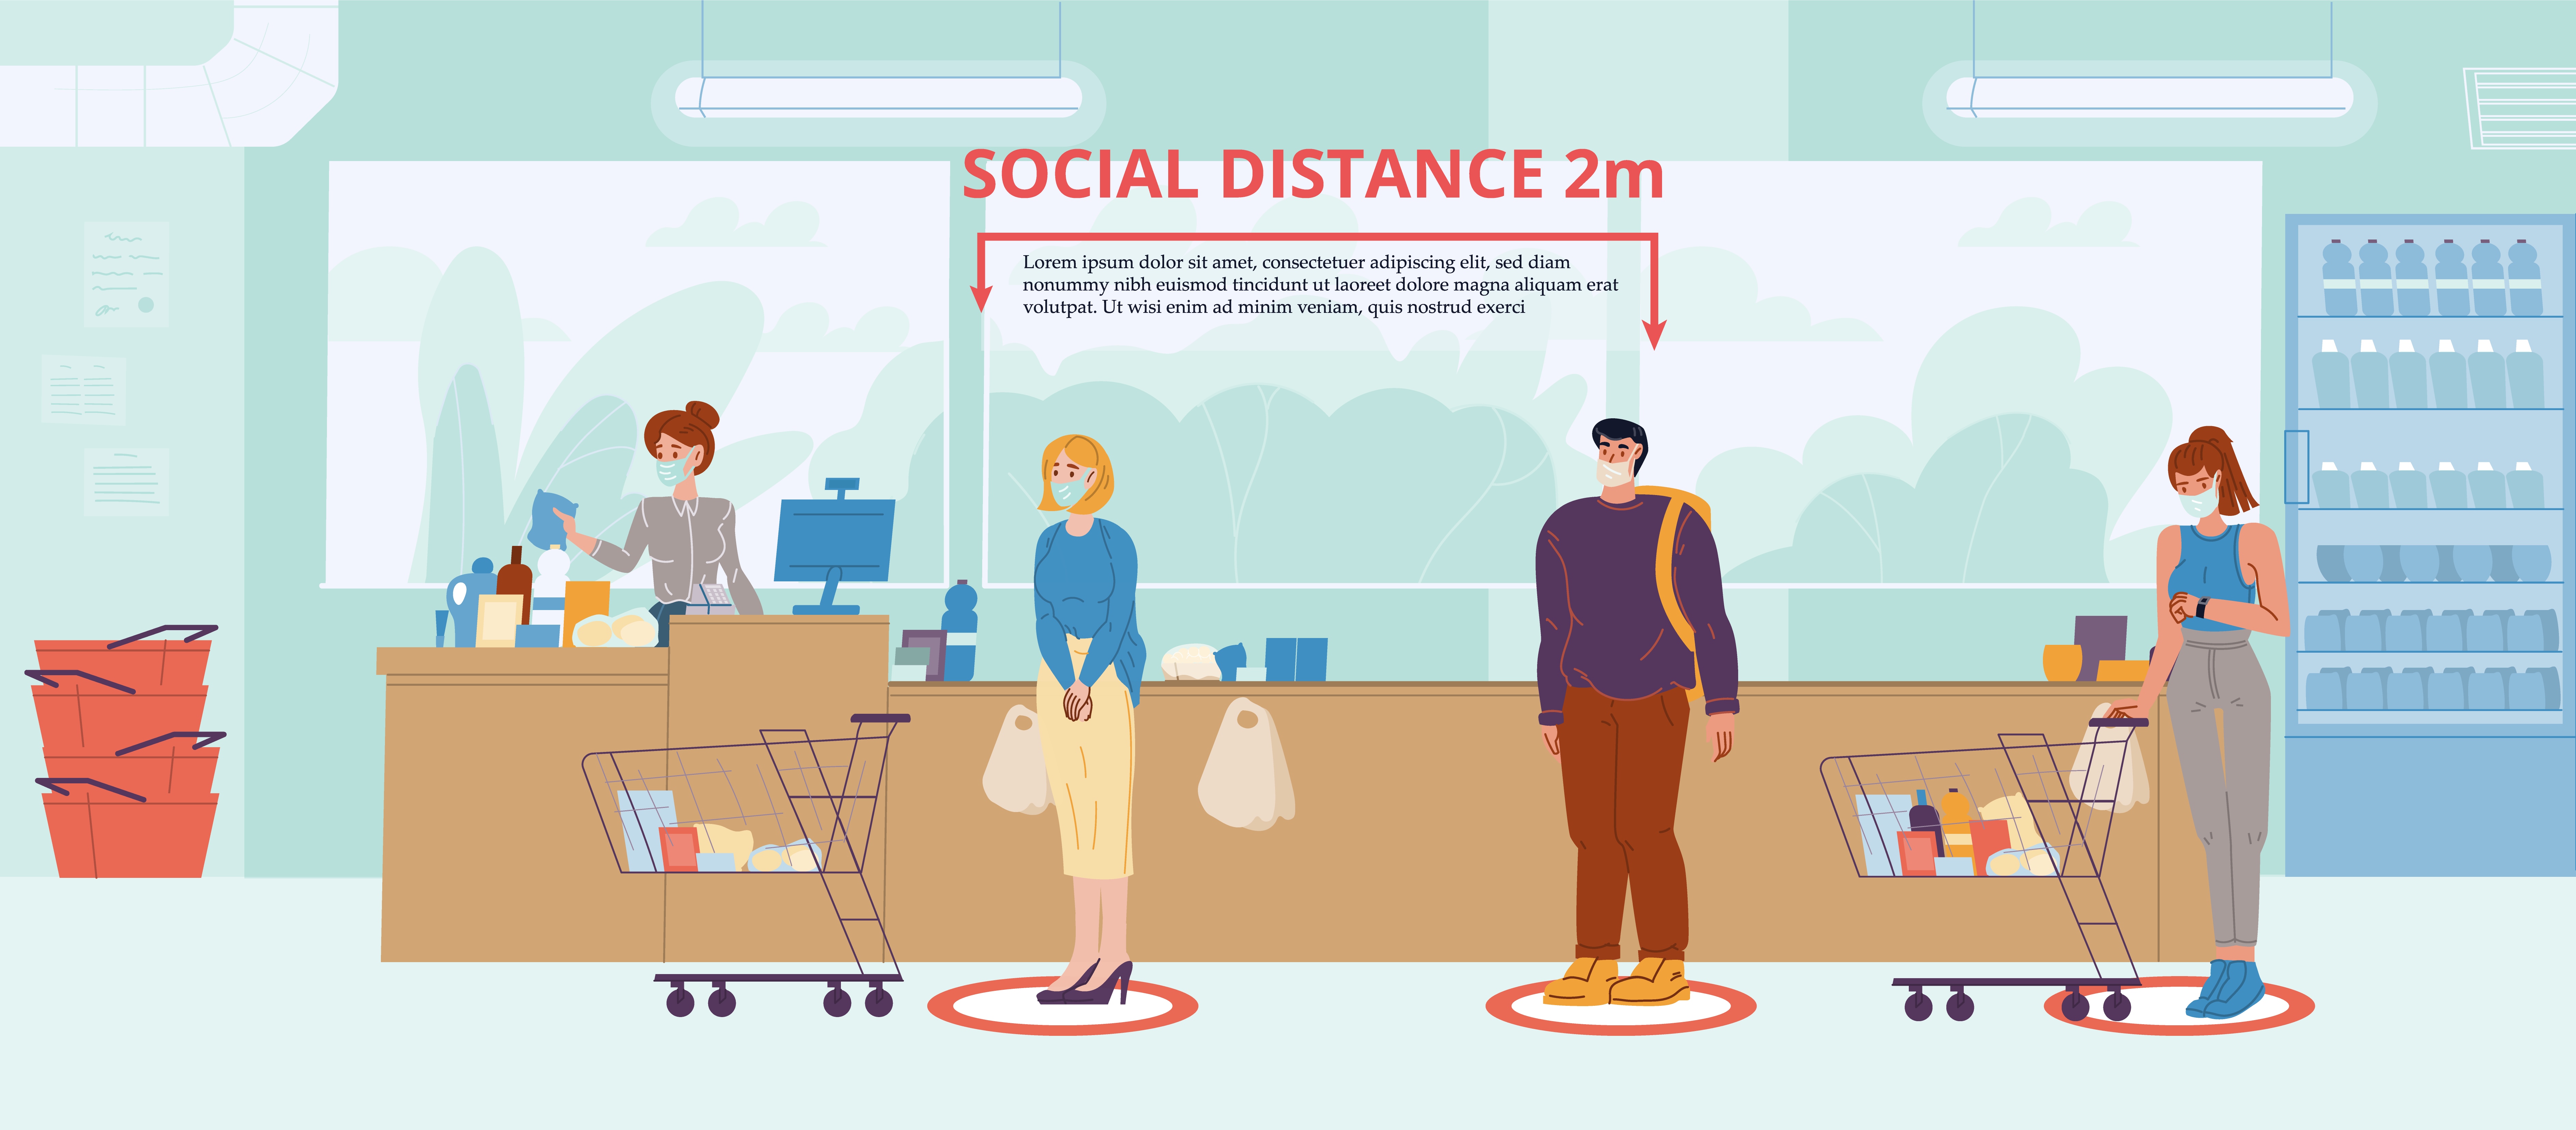 SOCIAL DISTANCE 2m
Lorem ipsum dolor sit amet, consectetuer adipiscing elit, sed diam
nonummy nibh euismod tincidunt ut laoreet dolore magna aliquam erat
volutpat. Ut wisi enim ad minim veniam, quis nostrud exerci